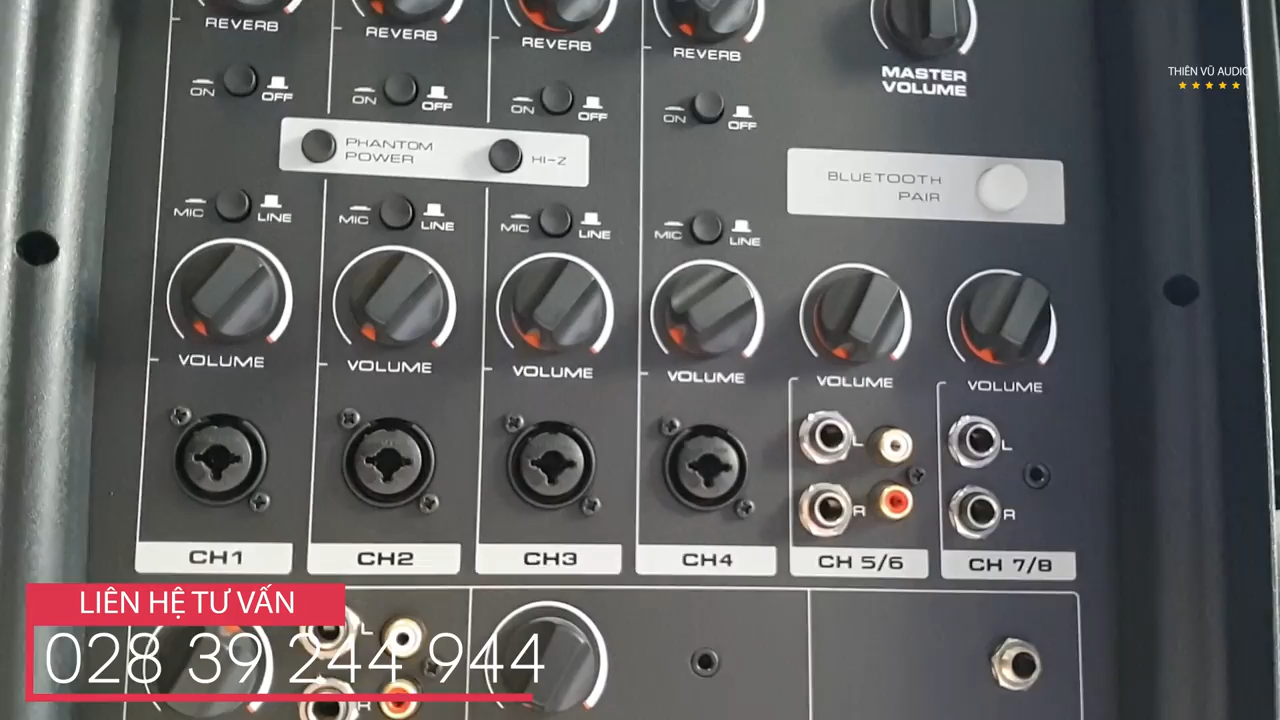 REVERB
REVERB
REVERB
REVERB
MASTER
VOLUME
THIÊN VŨ AUDIO
ON OFF
ON OFF
ON OFF
ON OFF
PHANTOM
POWER
HI-Z
BLUETOOTH
PAIR
MIC LINE
MIC LINE
MIC LINE
MIC LINE
VOLUME
VOLUME
VOLUME
VOLUME
VOLUME
VOLUME
L
R
L
R
CH1
CH2
CH3
CH4
CH 5/6
CH 7/8
LIÊN HỆ TƯ VẤN
028 39 244 944
L
R